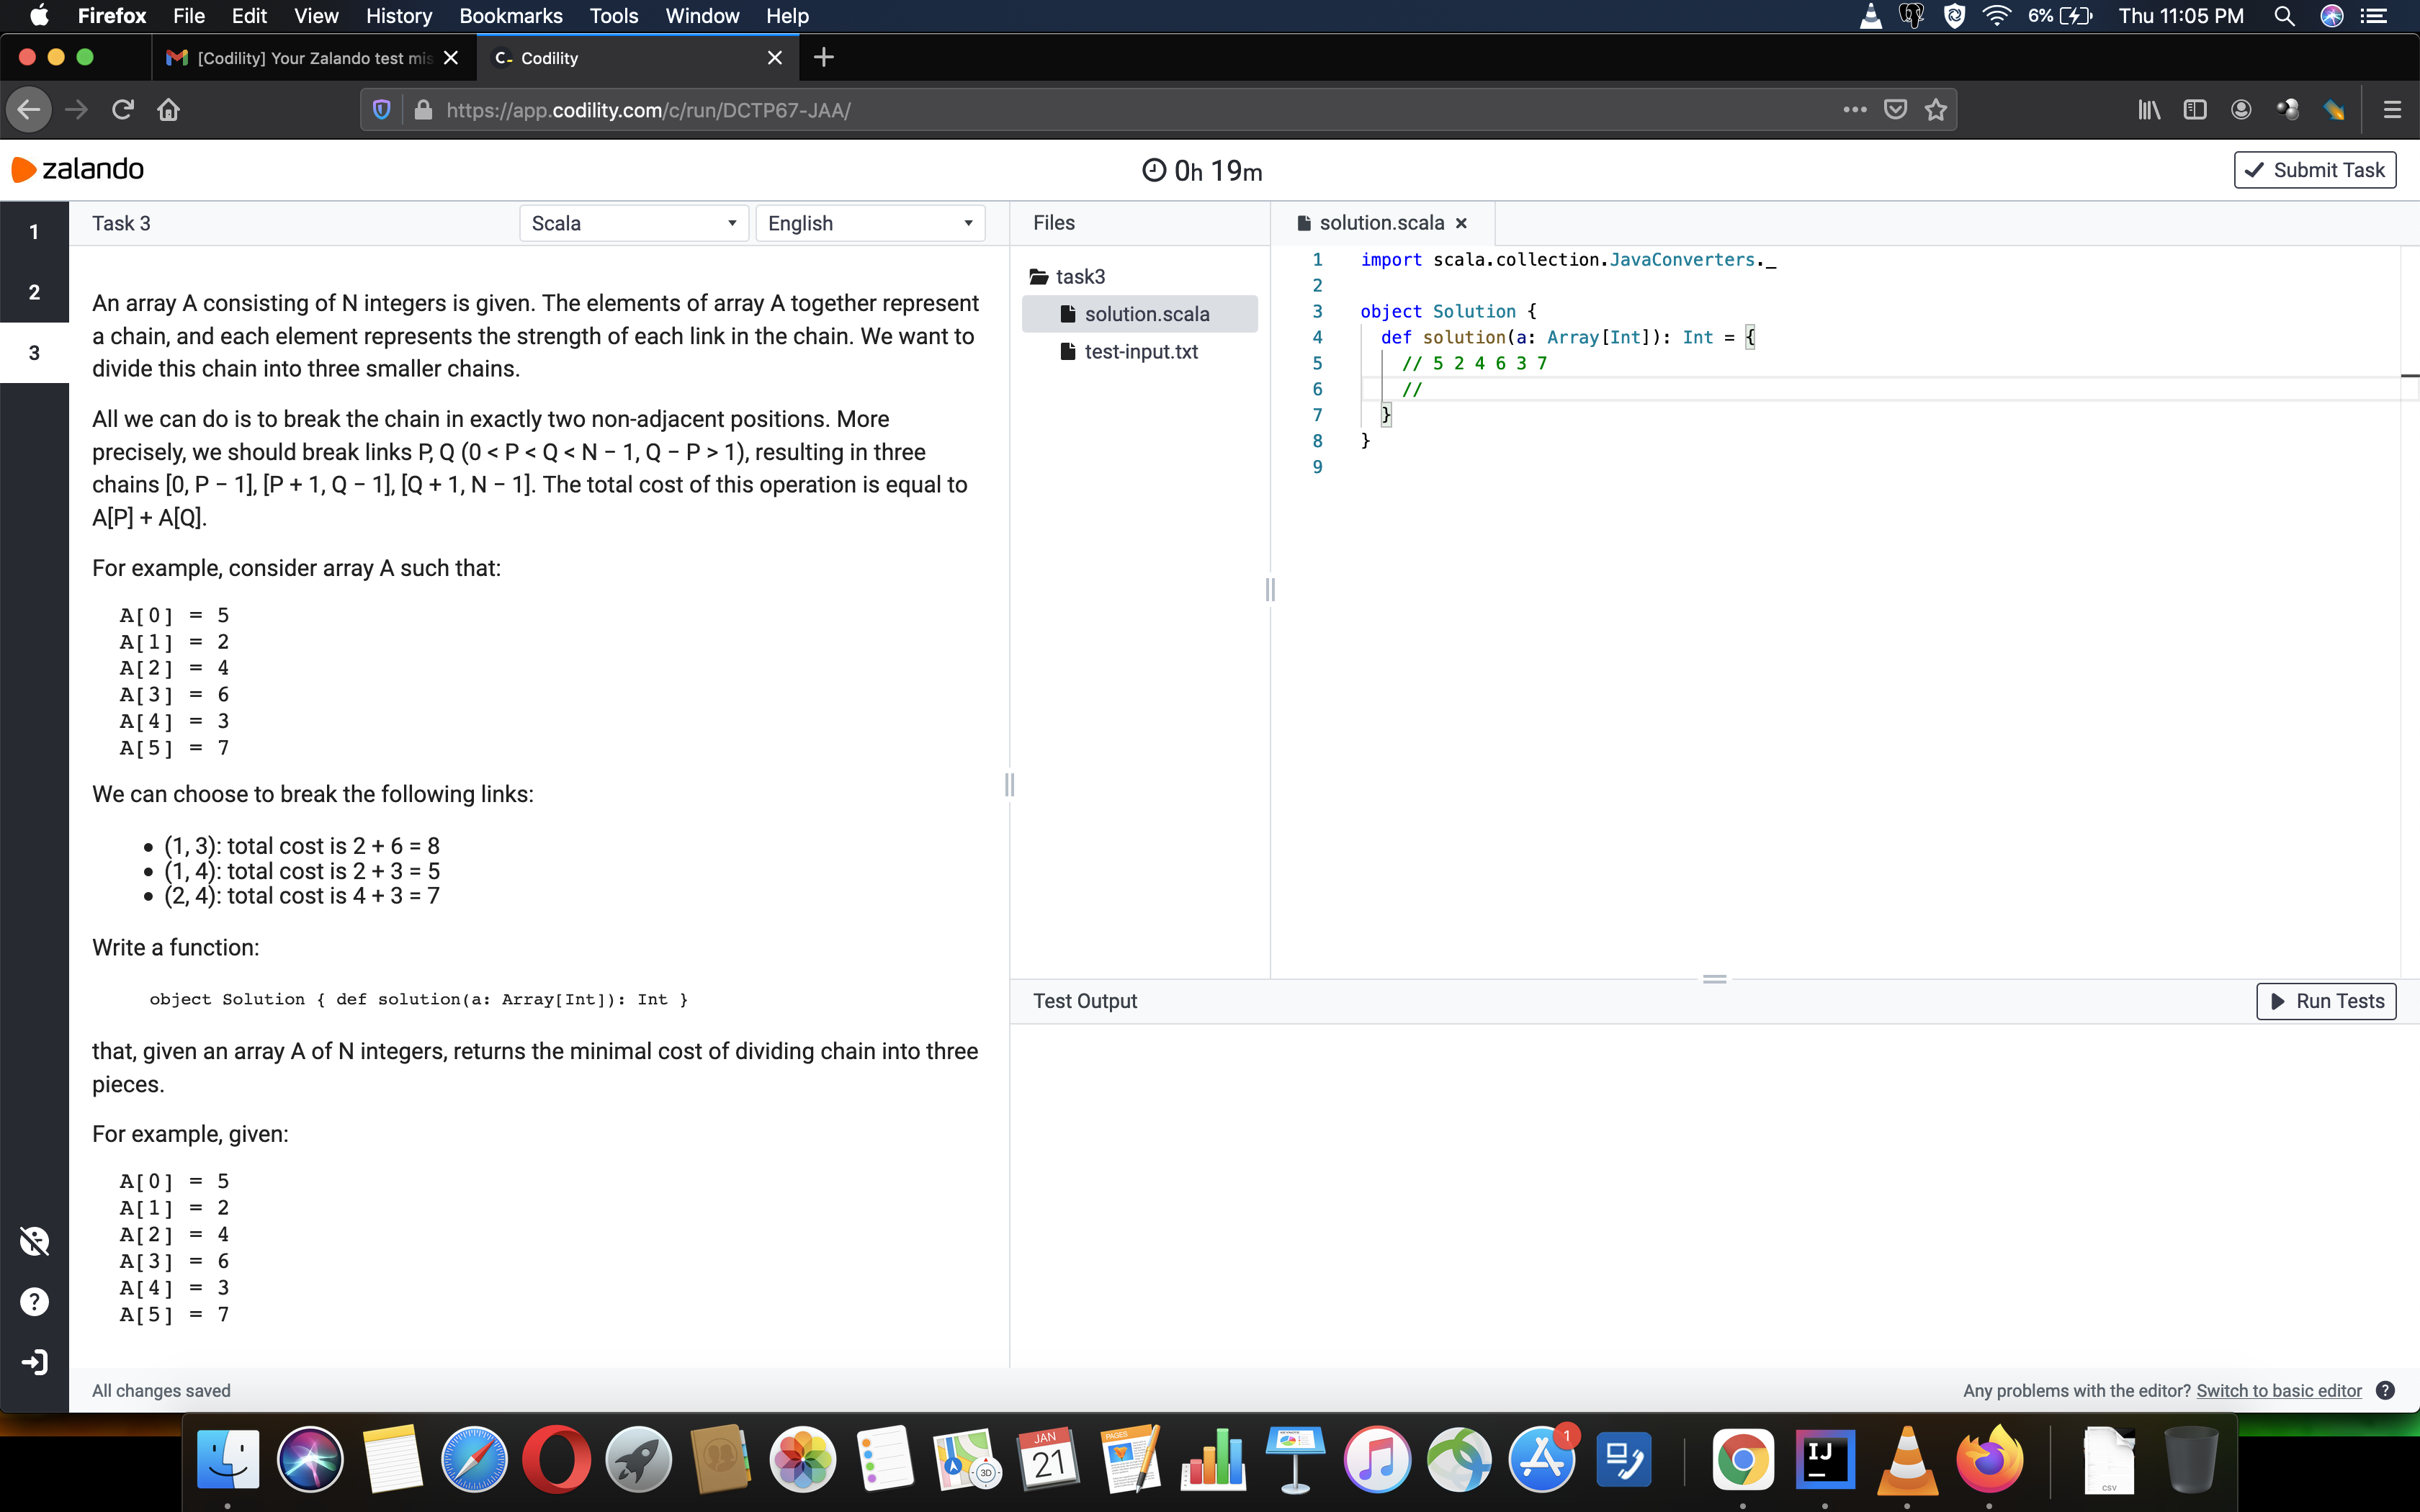 Firefox File Edit View History Bookmarks Tools Window Help 6% Thu 11:05 PM
[Codility] Your Zalando test mis
C- Codility
https://app.codility.com/c/run/DCTP67-JAA/
zalando
0h 19m
Submit Task
1
2
3
Task 3
Scala
English
An array A consisting of N integers is given. The elements of array A together represent
a chain, and each element represents the strength of each link in the chain. We want to
divide this chain into three smaller chains.
All we can do is to break the chain in exactly two non-adjacent positions. More
precisely, we should break links P, Q (0 < P < Q < N − 1, Q − P > 1), resulting in three
chains [0, P − 1], [P + 1, Q − 1], [Q + 1, N − 1]. The total cost of this operation is equal to
A[P] + A[Q].
For example, consider array A such that:
A[0] = 5
A[1] = 2
A[2] = 4
A[3] = 6
A[4] = 3
A[5] = 7
We can choose to break the following links:
• (1, 3): total cost is 2 + 6 = 8
• (1, 4): total cost is 2 + 3 = 5
• (2, 4): total cost is 4 + 3 = 7
Write a function:
object Solution { def solution(a: Array[Int]): Int }
that, given an array A of N integers, returns the minimal cost of dividing chain into three
pieces.
For example, given:
A[0] = 5
A[1] = 2
A[2] = 4
A[3] = 6
A[4] = 3
A[5] = 7
All changes saved
Files
task3
solution.scala
test-input.txt
solution.scala
1 import scala.collection.JavaConverters._
2
3 object Solution {
4 def solution(a: Array[Int]): Int = {
5 // 5 2 4 6 3 7
6 //
7 }
8 }
9
Test Output
Run Tests
Any problems with the editor? Switch to basic editor ?
JAN
21
PAGES
3D
1
IJ
CSV